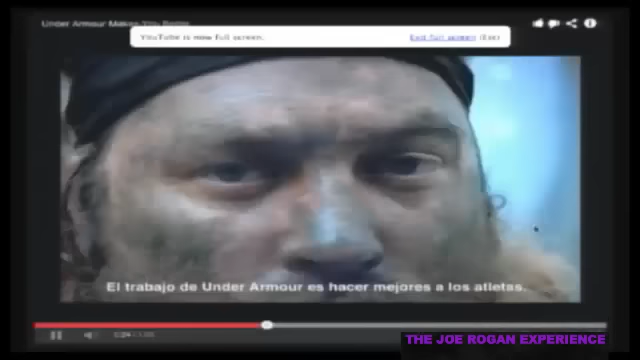 Under Armour Makes You Better
YouTube is now full screen. Exit full screen (Esc)
El trabajo de Under Armour es hacer mejores a los atletas.
THE JOE ROGAN EXPERIENCE